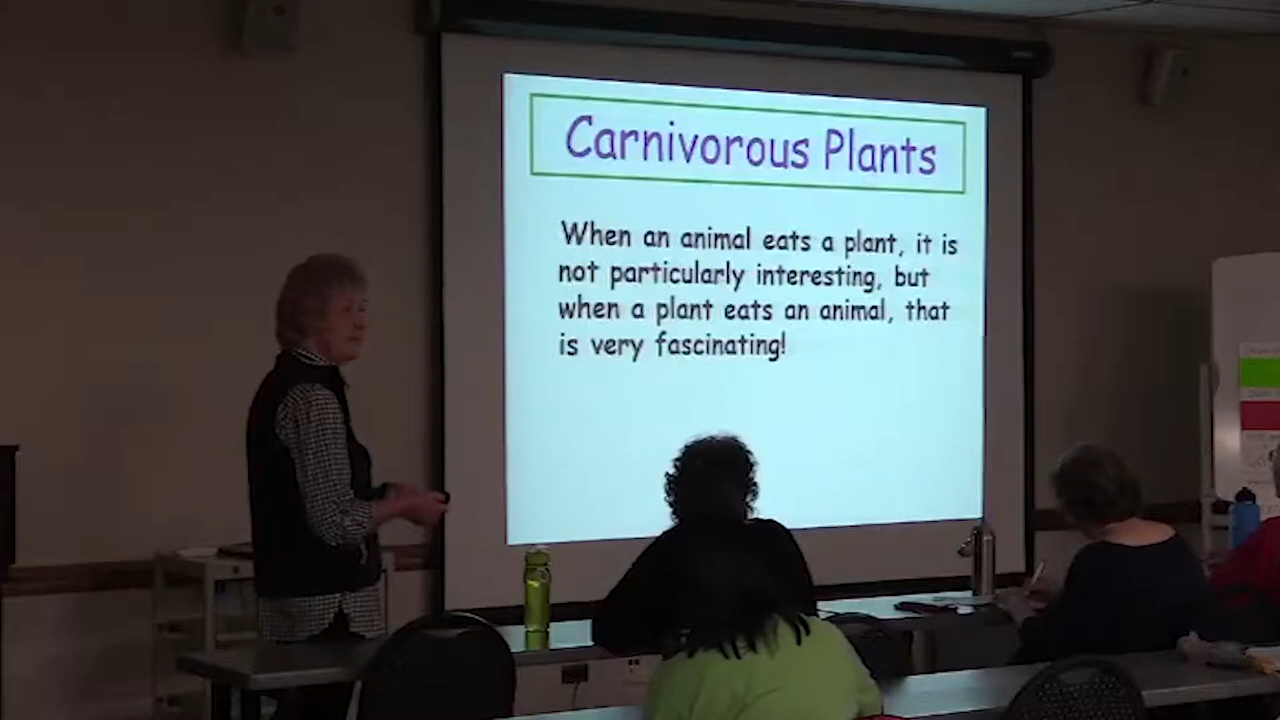 Carnivorous Plants
When an animal eats a plant, it is
not particularly interesting, but
when a plant eats an animal, that
is very fascinating!